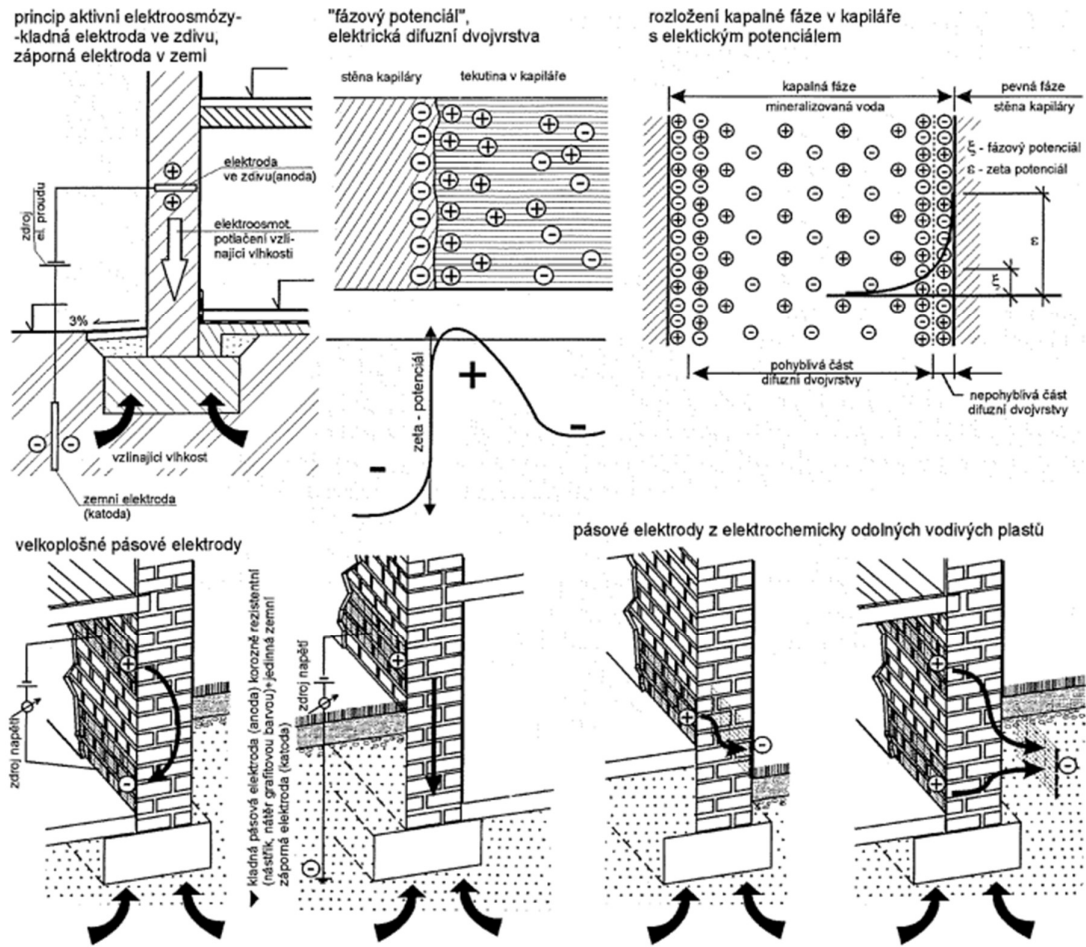 princip aktivní elektroosmózy-
-kladná elektroda ve zdivu,
záporná elektroda v zemi
elektroda
ve zdivu(anoda)
zdroj
el. proudu
elektroosmot.
potlačení vzlí-
nající vlhkosti
3%
vzlínající vlhkost
zemní elektroda
(katoda)
"fázový potenciál",
elektrická difuzní dvojvrstva
stěna kapiláry
tekutina v kapiláře
zeta - potenciál
+
-
-
rozložení kapalné fáze v kapiláře
s elektickým potenciálem
kapalná fáze
mineralizovaná voda
pevná fáze
stěna kapiláry
ξ - fázový potenciál
ε - zeta potenciál
ε
ξ
pohyblivá část
difuzní dvojvrstvy
nepohyblivá část
difuzní dvojvrstvy
velkoplošné pásové elektrody
zdroj napětí
kladná pásová elektroda (anoda) korozně rezistentní
(nástřik, nátěr grafitovou barvou)+jedinná zemní
záporná elektroda (katoda)
zdroj napětí
pásové elektrody z elektrochemicky odolných vodivých plastů